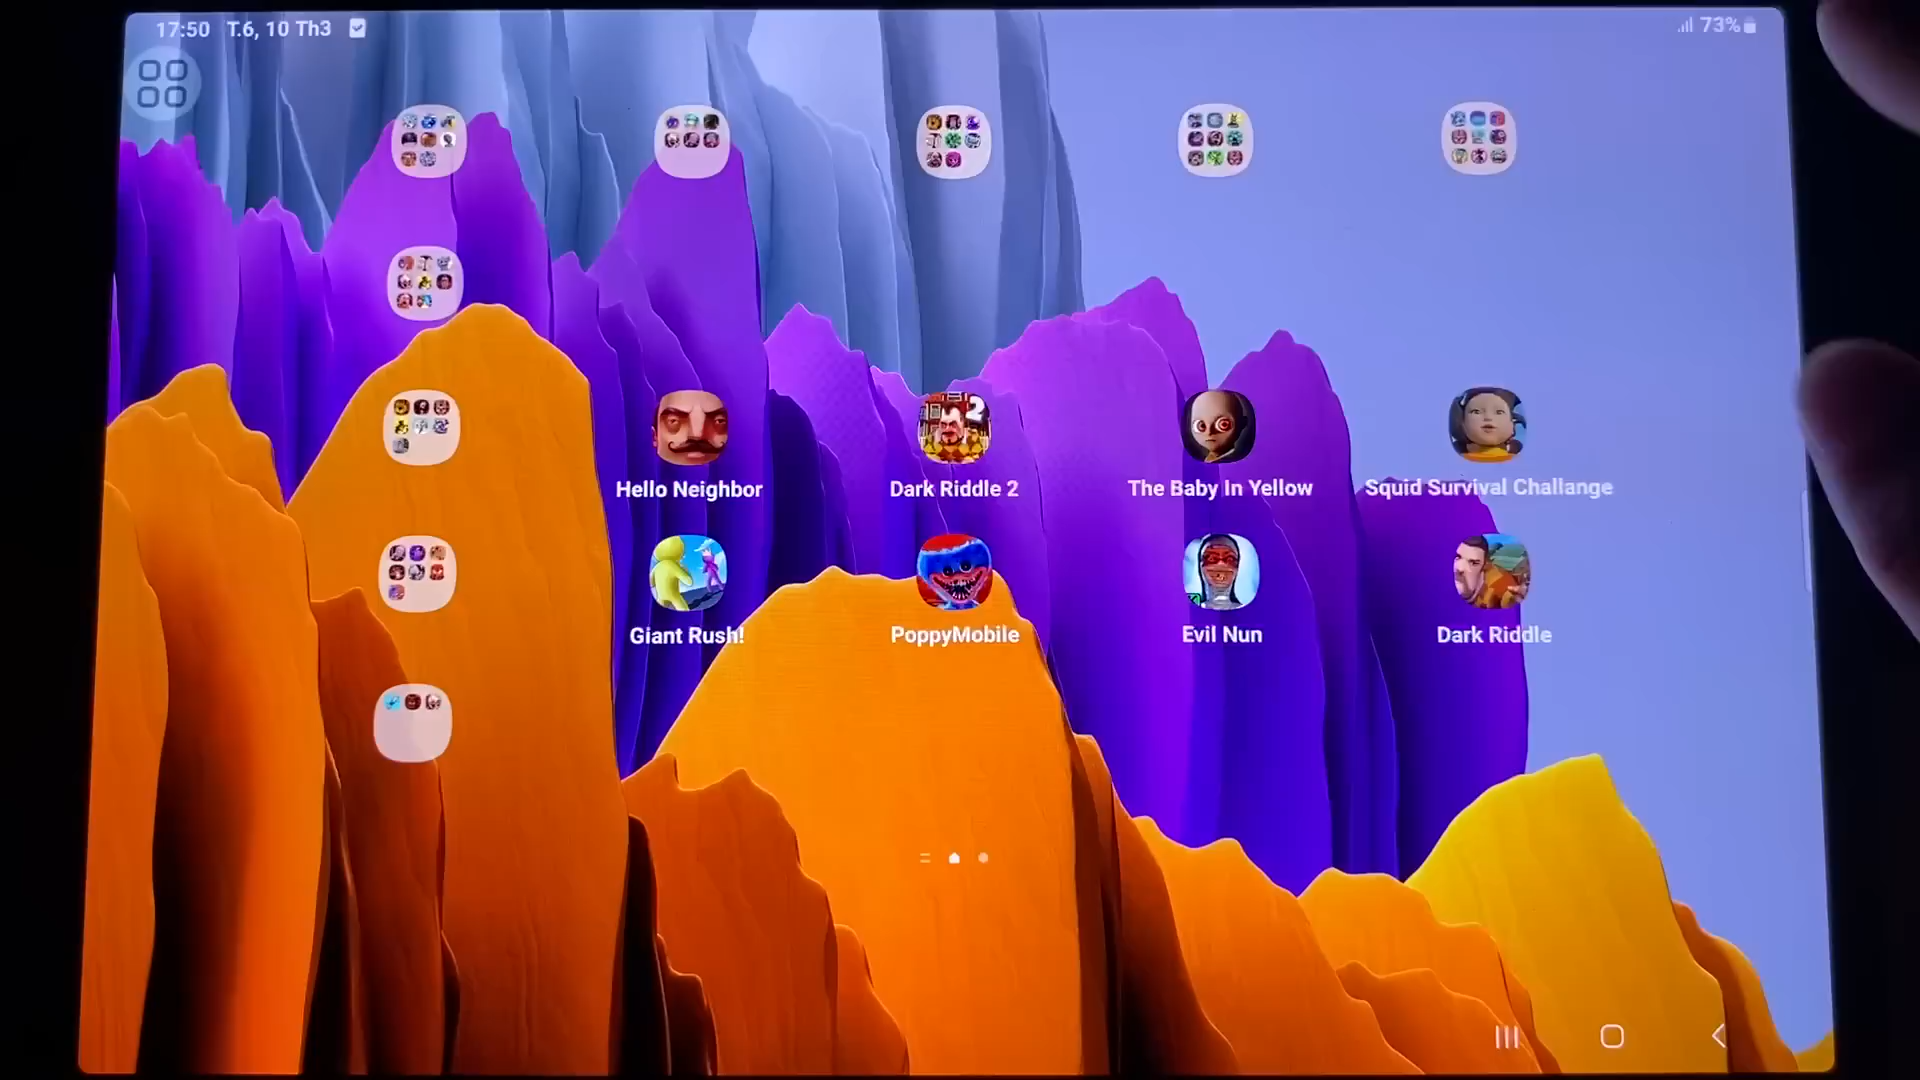 17:50 T.6, 10 Th3
73%
2
Hello Neighbor
Dark Riddle 2
The Baby In Yellow
Squid Survival Challange
Giant Rush!
PoppyMobile
Evil Nun
Dark Riddle